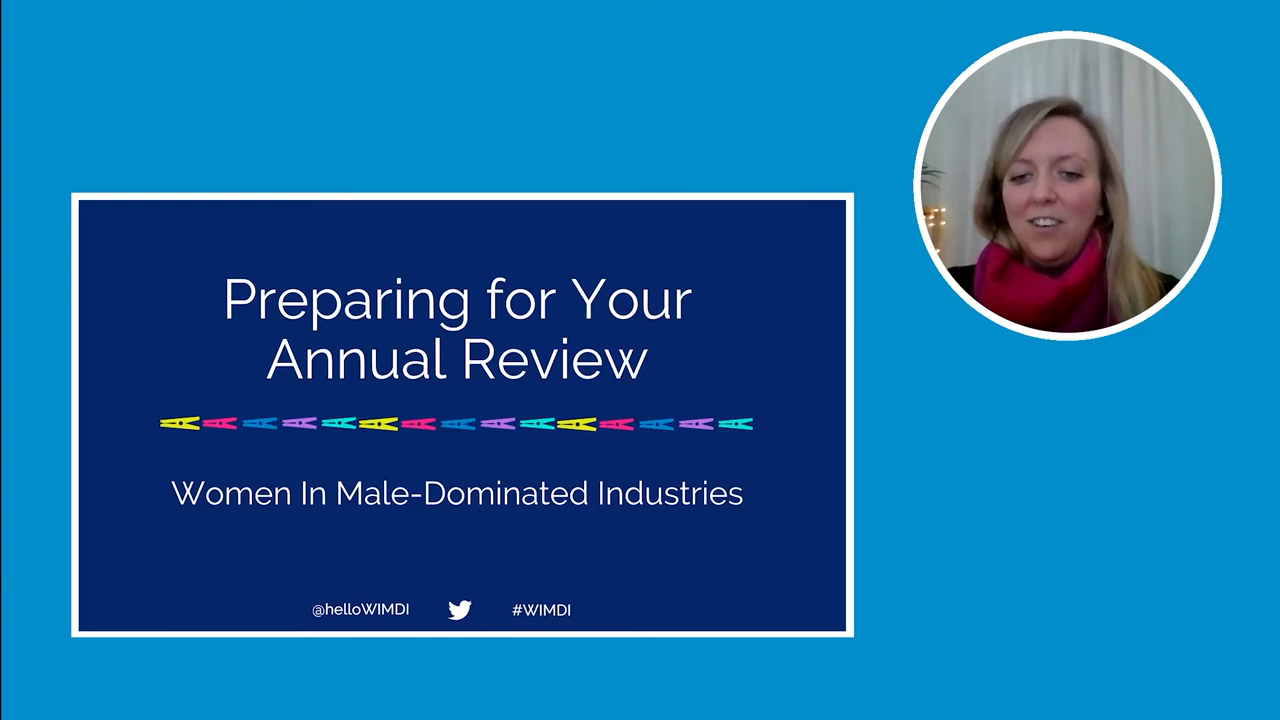 Preparing for Your
Annual Review
Women In Male-Dominated Industries
@helloWIMDI #WIMDI